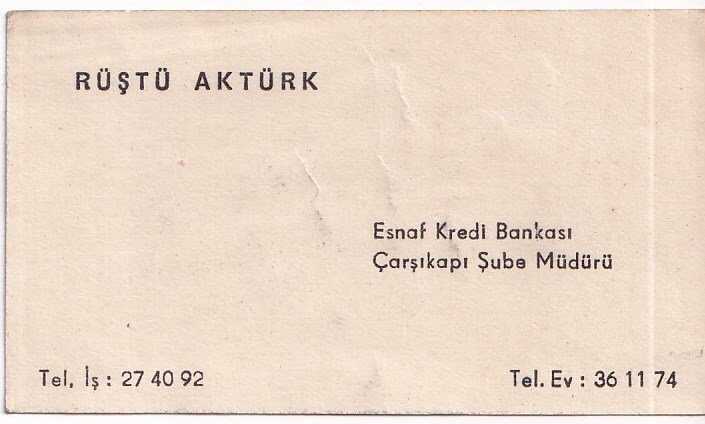 RÜŞTÜ AKTÜRK
Esnaf Kredi Bankası
Çarşıkapı Şube Müdürü
Tel. İş : 27 40 92
Tel. Ev : 36 11 74